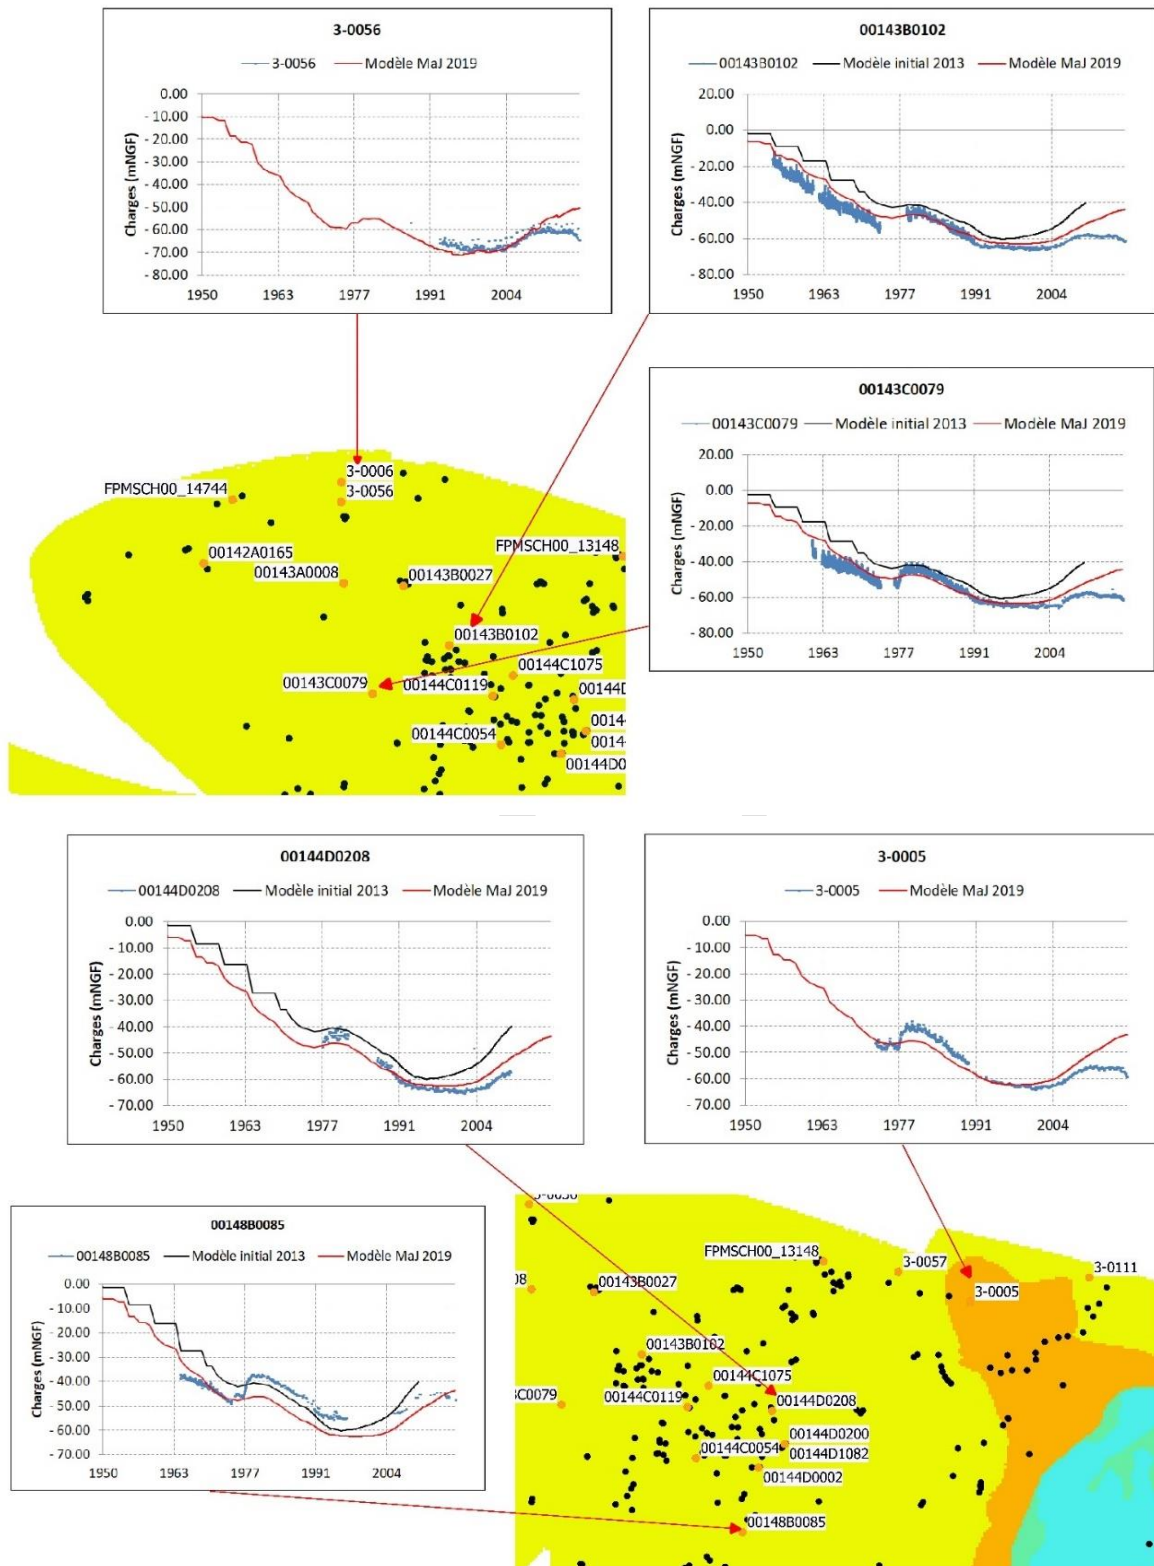 3-0056
3-0056 Modèle MaJ 2019
Charges (mNGF)
0.00
- 10.00
- 20.00
- 30.00
- 40.00
- 50.00
- 60.00
- 70.00
- 80.00
1950 1963 1977 1991 2004
00143B0102
00143B0102 Modèle initial 2013 Modèle MaJ 2019
Charges (mNGF)
20.00
0.00
- 20.00
- 40.00
- 60.00
- 80.00
1950 1963 1977 1991 2004
00143C0079
00143C0079 Modèle initial 2013 Modèle MaJ 2019
Charges (mNGF)
20.00
0.00
- 20.00
- 40.00
- 60.00
- 80.00
1950 1963 1977 1991 2004
3-0006
FPMSCH00_14744
3-0056
FPMSCH00_13148
00142A0165
00143A0008
00143B0027
00143B0102
00144C1075
00143C0079
00144C0119
00144D
00144
00144C0054
00144
00144D0
00144D0208
00144D0208 Modèle initial 2013 Modèle MaJ 2019
Charges (mNGF)
0.00
- 10.00
- 20.00
- 30.00
- 40.00
- 50.00
- 60.00
- 70.00
1950 1963 1977 1991 2004
3-0005
3-0005 Modèle MaJ 2019
Charges (mNGF)
0.00
- 10.00
- 20.00
- 30.00
- 40.00
- 50.00
- 60.00
- 70.00
1950 1963 1977 1991 2004
00148B0085
00148B0085 Modèle initial 2013 Modèle MaJ 2019
Charges (mNGF)
0.00
- 10.00
- 20.00
- 30.00
- 40.00
- 50.00
- 60.00
- 70.00
1950 1963 1977 1991 2004
FPMSCH00_13148
3-0057
3-0111
08
00143B0027
3-0005
00143B0102
00144C1075
C0079
00144C0119
00144D0208
00144D0200
00144C0054
00144D1082
00144D0002
00148B0085